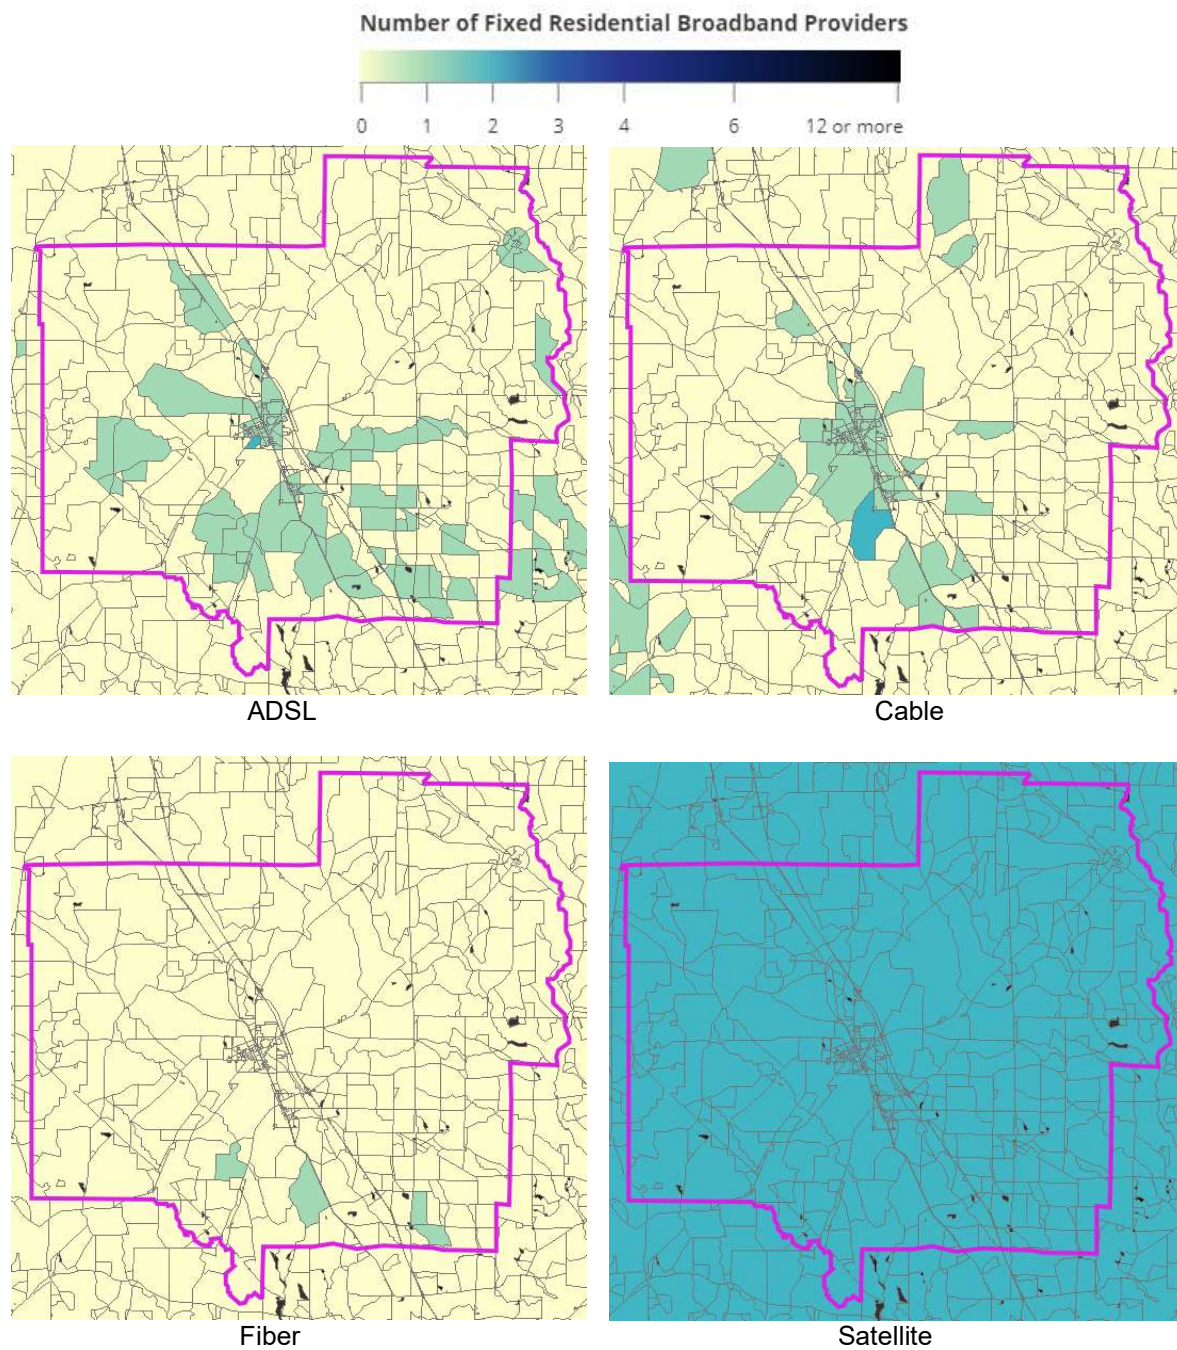 Number of Fixed Residential Broadband Providers
0 1 2 3 4 6 12 or more
ADSL
Cable
Fiber
Satellite